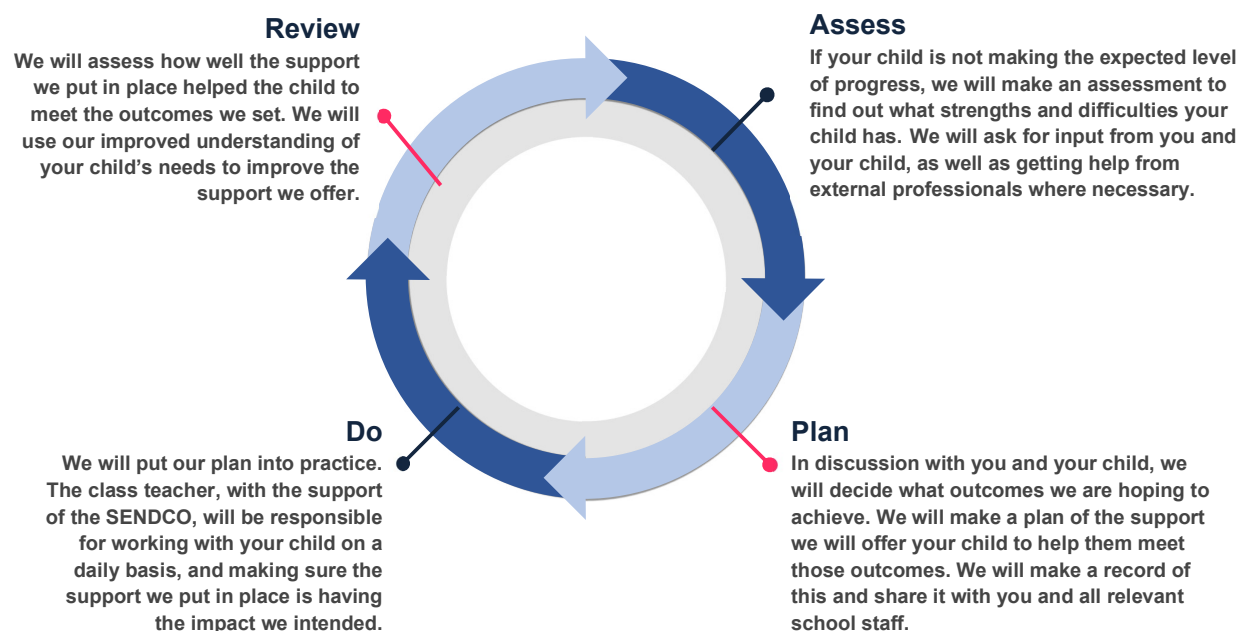 Review
We will assess how well the support
we put in place helped the child to
meet the outcomes we set. We will
use our improved understanding of
your child’s needs to improve the
support we offer.
Assess
If your child is not making the expected level
of progress, we will make an assessment to
find out what strengths and difficulties your
child has. We will ask for input from you and
your child, as well as getting help from
external professionals where necessary.
Do
We will put our plan into practice.
The class teacher, with the support
of the SENDCO, will be responsible
for working with your child on a
daily basis, and making sure the
support we put in place is having
the impact we intended.
Plan
In discussion with you and your child, we
will decide what outcomes we are hoping to
achieve. We will make a plan of the support
we will offer your child to help them meet
those outcomes. We will make a record of
this and share it with you and all relevant
school staff.